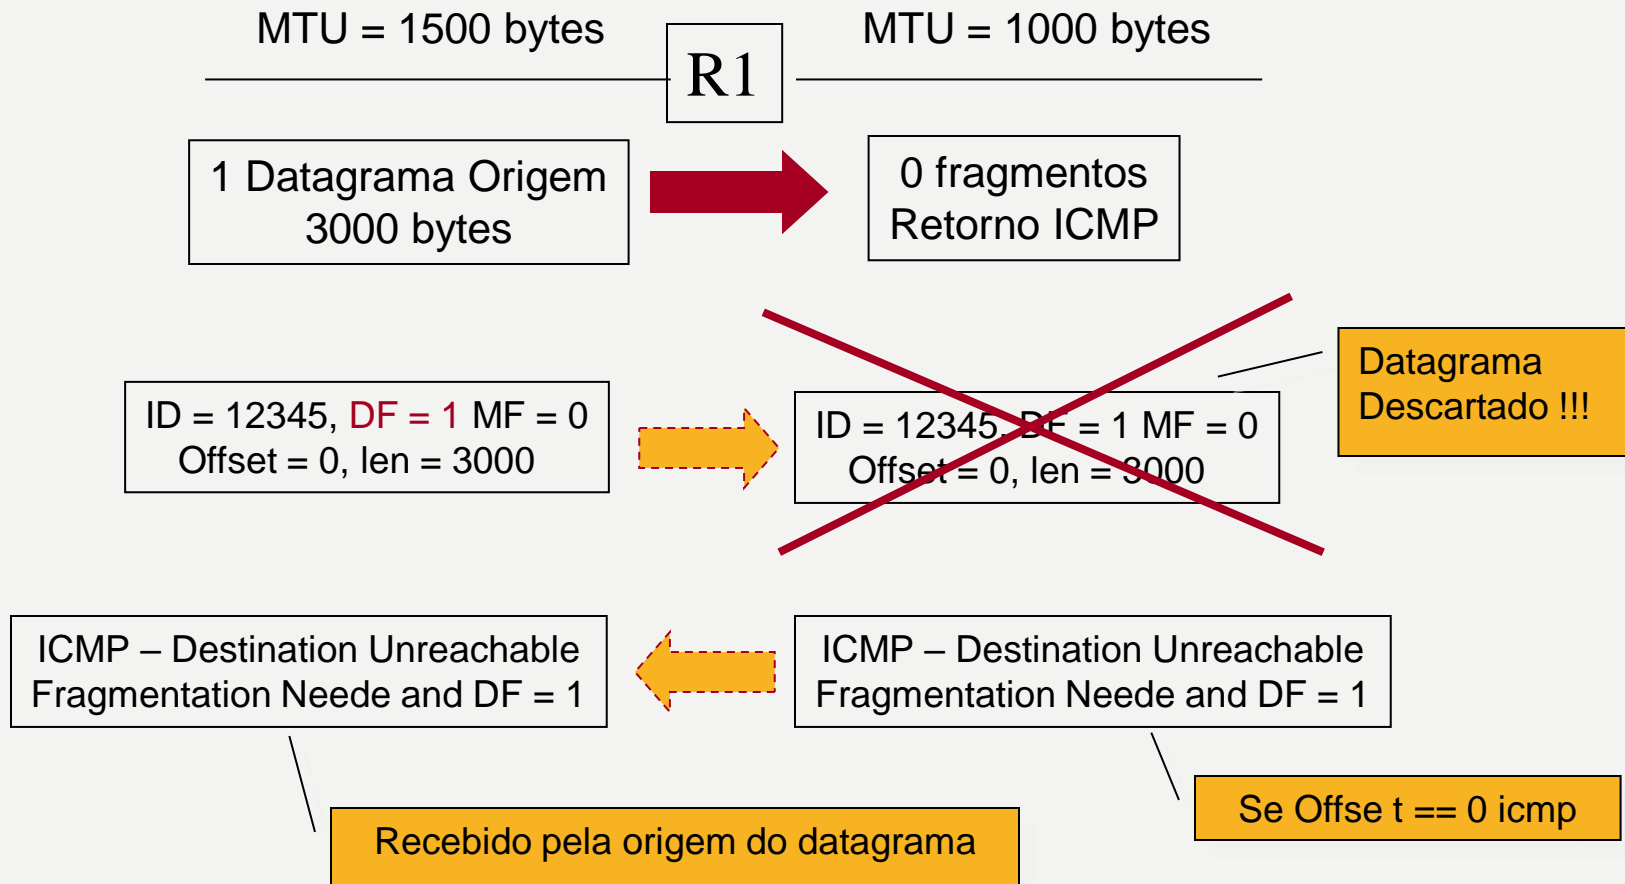 MTU = 1500 bytes
MTU = 1000 bytes
R1
1 Datagrama Origem
3000 bytes
0 fragmentos
Retorno ICMP
ID = 12345, DF = 1 MF = 0
Offset = 0, len = 3000
ID = 12345, DF = 1 MF = 0
Offset = 0, len = 3000
Datagrama
Descartado !!!
ICMP – Destination Unreachable
Fragmentation Neede and DF = 1
ICMP – Destination Unreachable
Fragmentation Neede and DF = 1
Se Offse t == 0 icmp
Recebido pela origem do datagrama